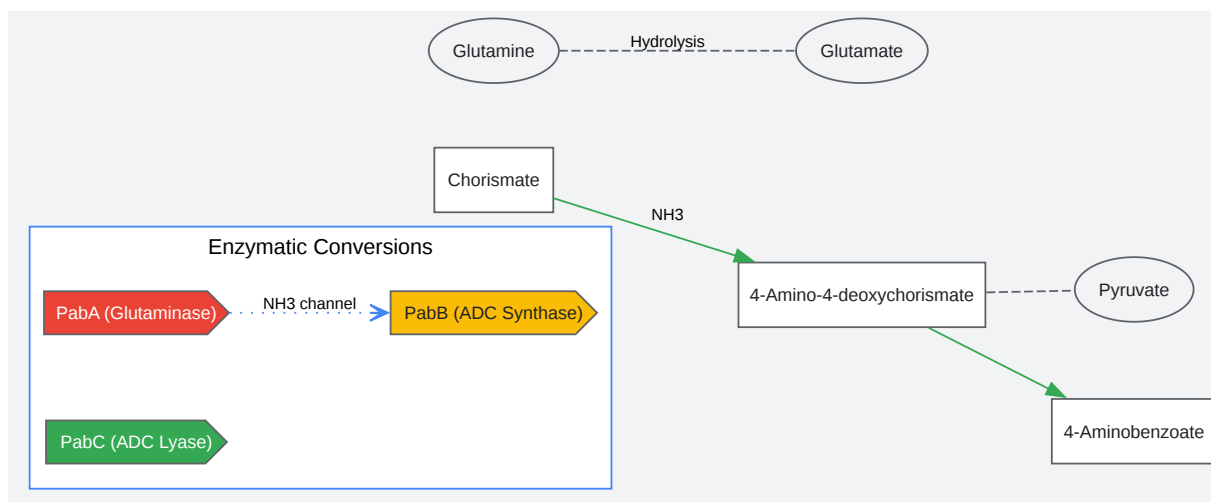 Glutamine
Hydrolysis
Glutamate
Chorismate
NH3
Enzymatic Conversions
4-Amino-4-deoxychorismate
Pyruvate
PabA (Glutaminase)
NH3 channel
PabB (ADC Synthase)
4-Aminobenzoate
PabC (ADC Lyase)